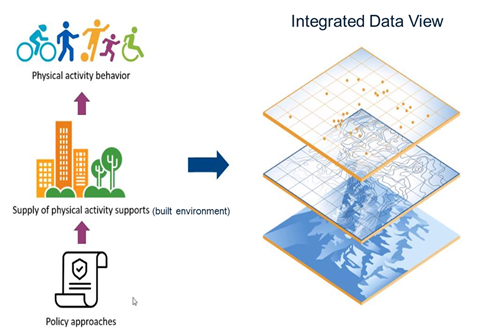 Integrated Data View
Physical activity behavior
Supply of physical activity supports (built environment)
Policy approaches